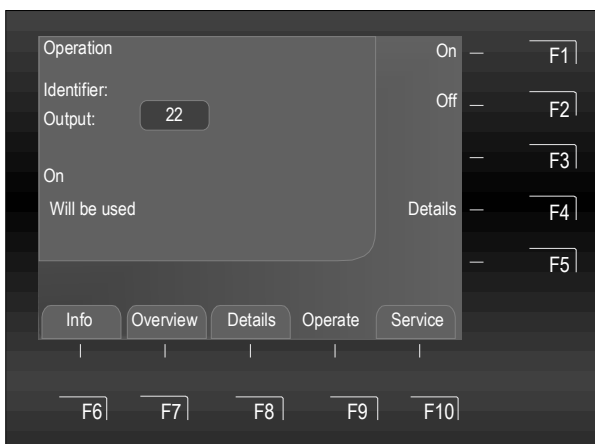 Operation
On
F1
Identifier:
Off
F2
Output:
22
F3
On
Will be used
Details
F4
F5
Info
Overview
Details
Operate
Service
F6
F7
F8
F9
F10